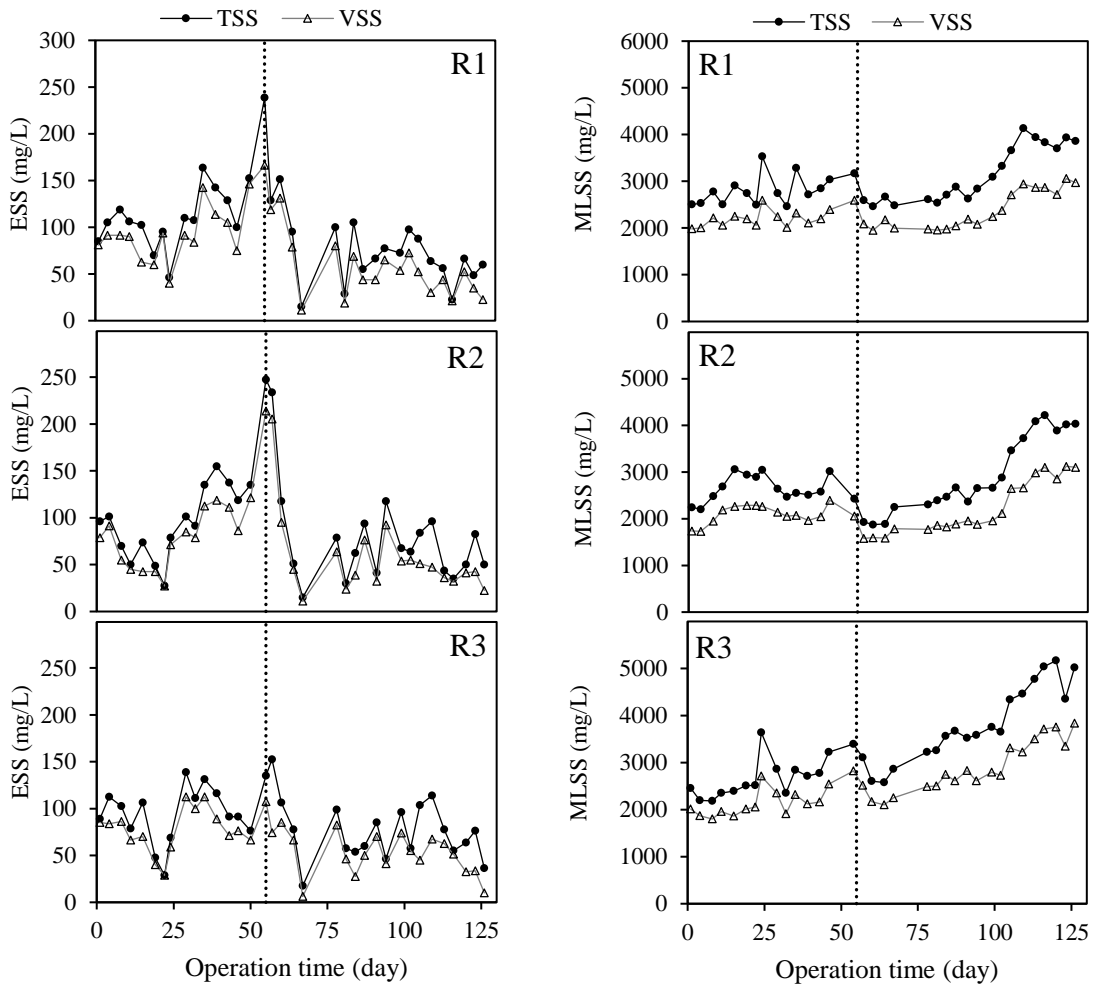 TSS VSS
300
250
200
150
100
50
0
ESS (mg/L)
R1
250
200
150
100
50
0
ESS (mg/L)
R2
250
200
150
100
50
0
ESS (mg/L)
R3
0 25 50 75 100 125
Operation time (day)
TSS VSS
6000
5000
4000
3000
2000
1000
0
MLSS (mg/L)
R1
5000
4000
3000
2000
1000
0
MLSS (mg/L)
R2
5000
4000
3000
2000
1000
0
MLSS (mg/L)
R3
0 25 50 75 100 125
Operation time (day)